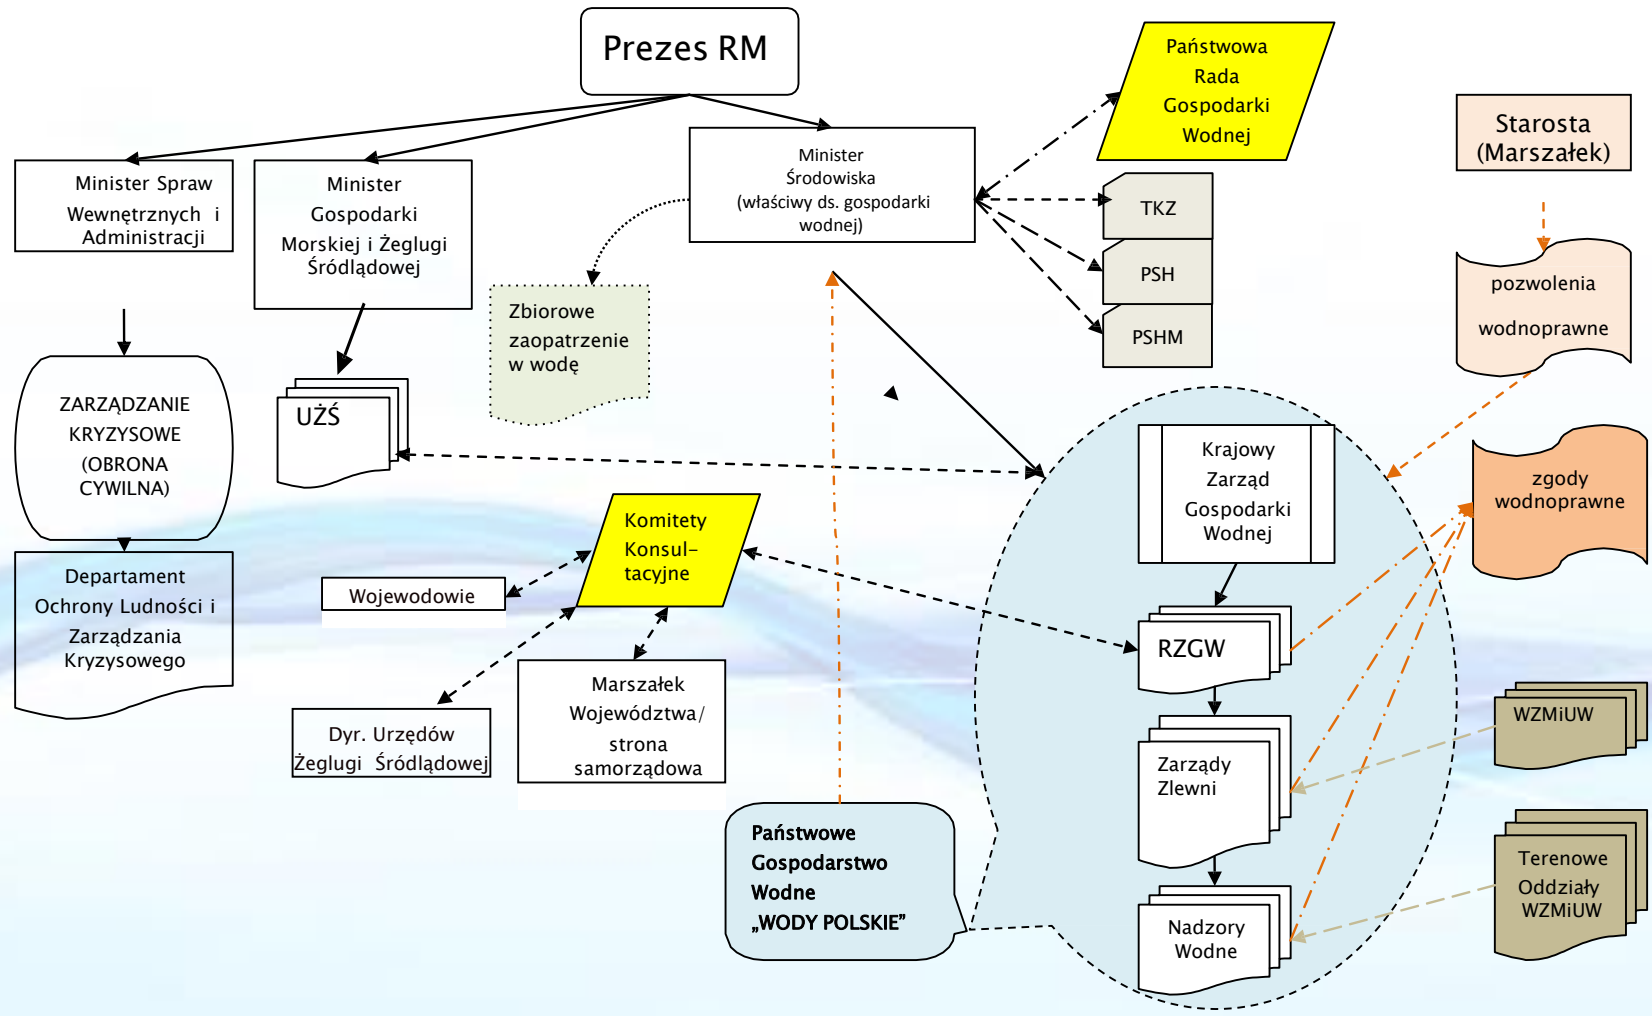 Prezes RM
Państwowa
Rada
Gospodarki
Wodnej
Starosta
(Marszałek)
Minister Spraw
Wewnętrznych i
Administracji
Minister
Gospodarki
Morskiej i Żeglugi
Śródlądowej
Minister
Środowiska
(właściwy ds. gospodarki
wodnej)
TKZ
PSH
PSHM
pozwolenia
wodnoprawne
Zbiorowe
zaopatrzenie
w wodę
ZARZĄDZANIE
KRYZYSOWE
(OBRONA
CYWILNA)
UŻŚ
Krajowy
Zarząd
Gospodarki
Wodnej
zgody
wodnoprawne
Komitety
Konsul-
tacyjne
Departament
Ochrony Ludności i
Zarządzania
Kryzysowego
Wojewodowie
RZGW
Marszałek
Województwa/
strona
samorządowa
Dyr. Urzędów
Żeglugi Śródlądowej
WZMiUW
Zarządy
Zlewni
Państwowe
Gospodarstwo
Wodne
„WODY POLSKIE”
Terenowe
Oddziały
WZMiUW
Nadzory
Wodne